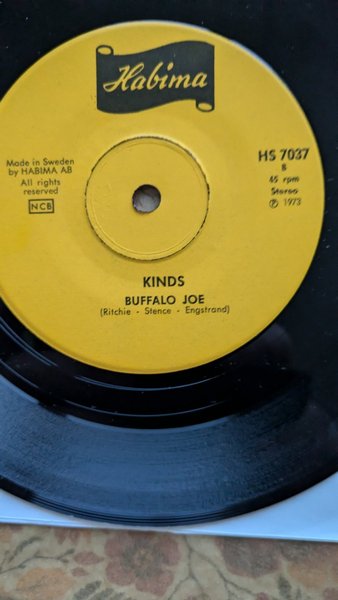 Habima
Made in Sweden
by HABIMA AB
All rights
reserved
NCB
HS 7037
B
45 rpm
Stereo
℗ 1973
KINDS
BUFFALO JOE
(Ritchie - Stence - Engstrand)